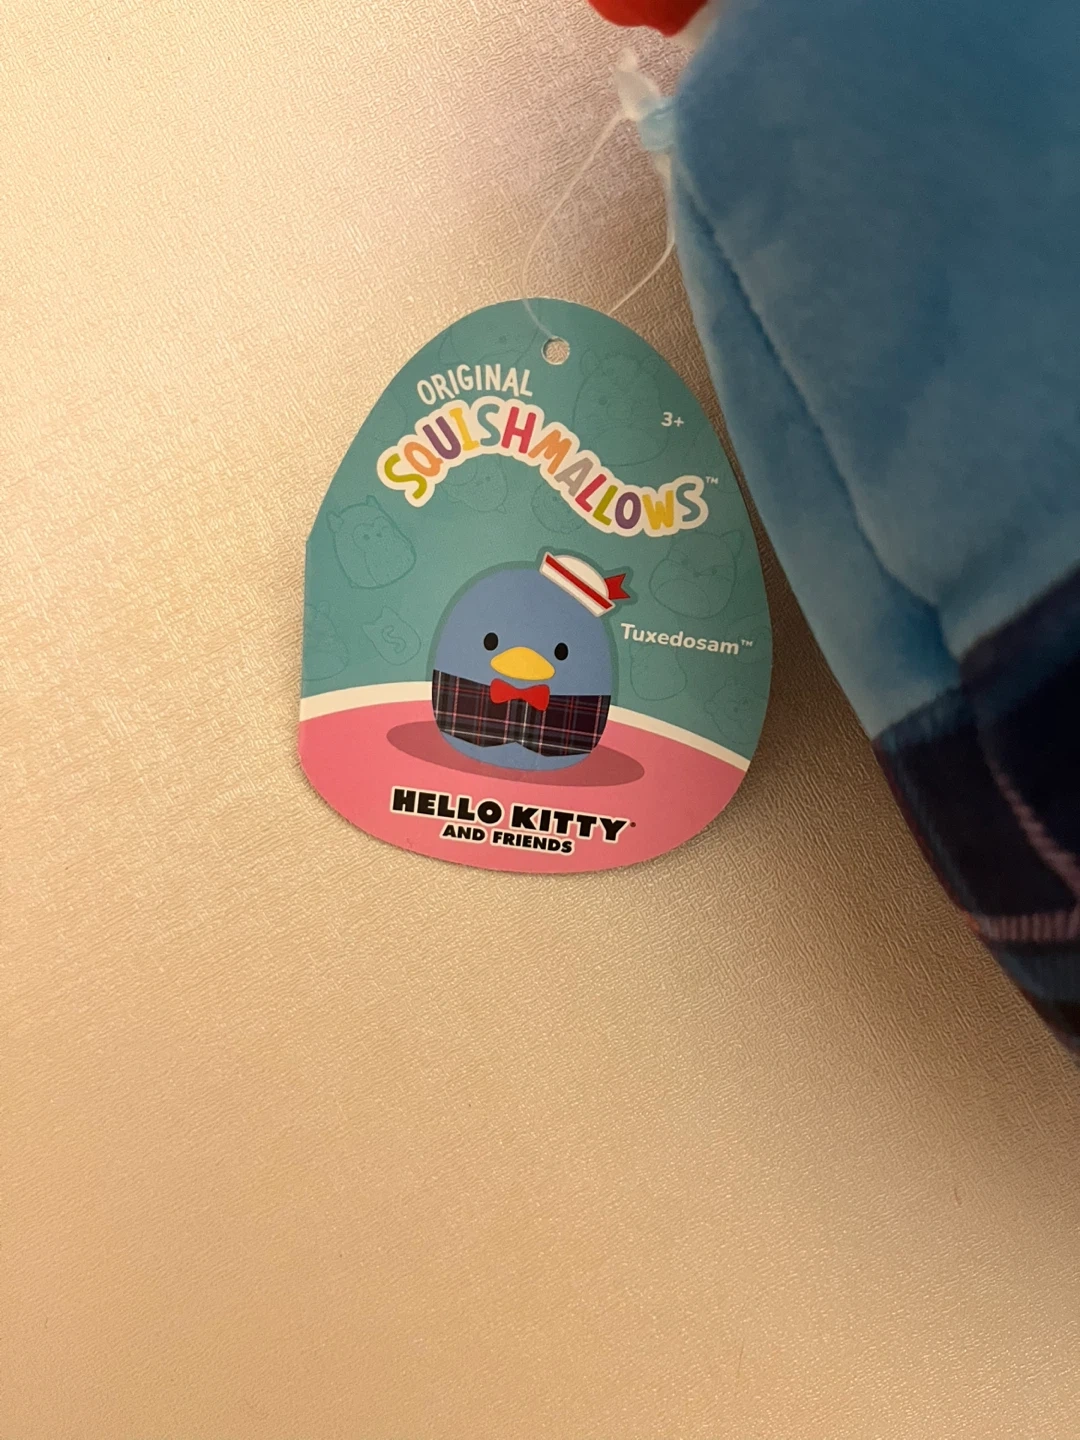 ORIGINAL
SQUISHMALLOWS™
3+
Tuxedosam™
HELLO KITTY
AND FRIENDS